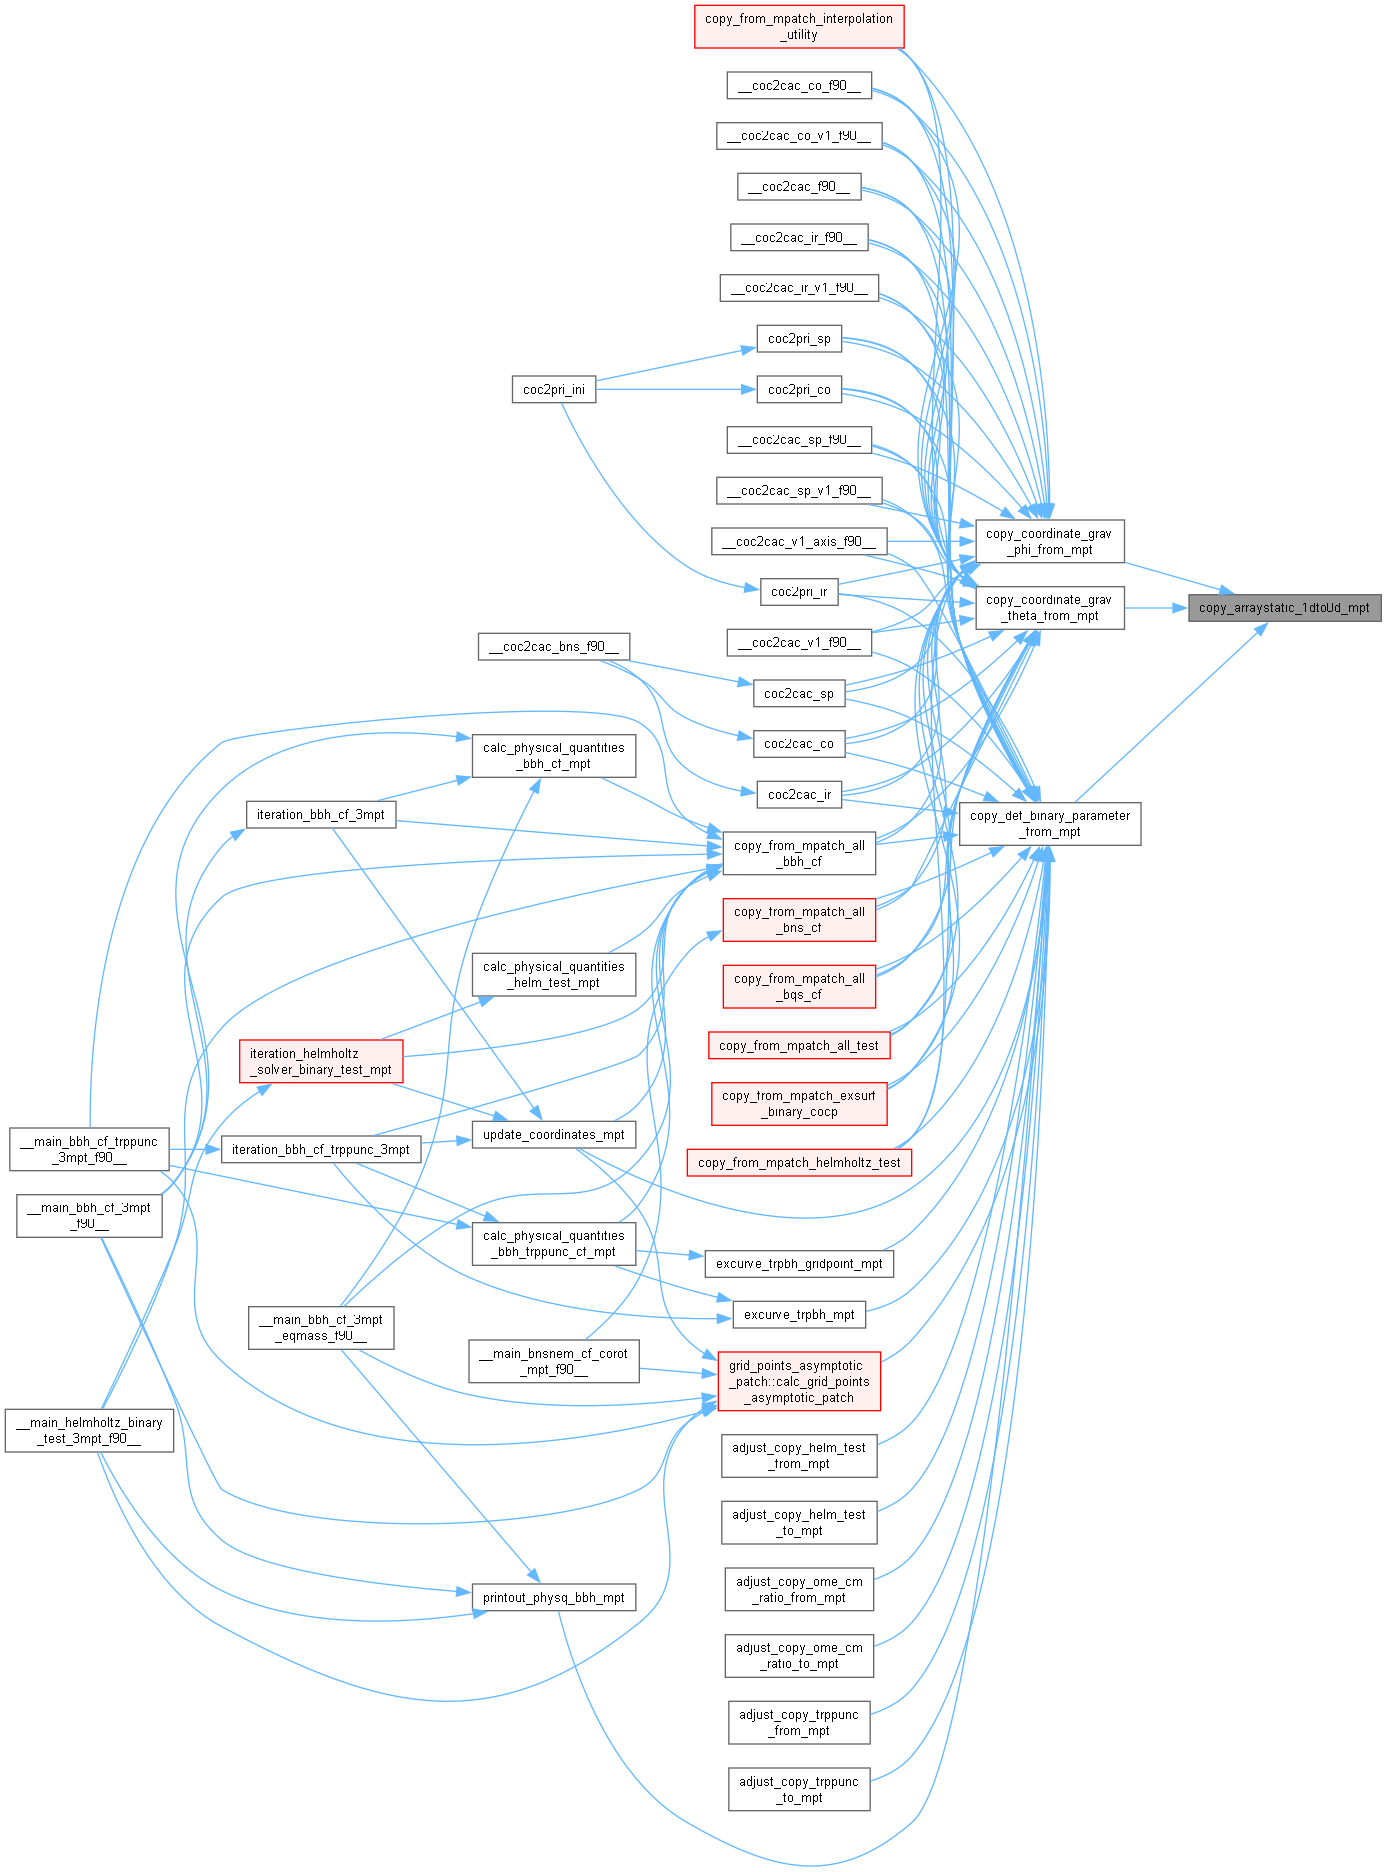 copy_from_mpatch_interpolation
_utility
__coc2cac_co_f90__
__coc2cac_co_v1_f90__
__coc2cac_f90__
__coc2cac_ir_f90__
__coc2cac_ir_v1_f90__
coc2pri_sp
coc2pri_ini
coc2pri_co
__coc2cac_sp_f90__
__coc2cac_sp_v1_f90__
__coc2cac_v1_axis_f90__
copy_coordinate_grav
_phi_from_mpt
coc2pri_ir
copy_coordinate_grav
_theta_from_mpt
copy_arraystatic_1dto0d_mpt
__coc2cac_v1_f90__
__coc2cac_bns_f90__
coc2cac_sp
coc2cac_co
calc_physical_quantities
_bbh_cf_mpt
coc2cac_ir
iteration_bbh_cf_3mpt
copy_def_binary_parameter
_from_mpt
copy_from_mpatch_all
_bbh_cf
copy_from_mpatch_all
_bns_cf
calc_physical_quantities
_helm_test_mpt
copy_from_mpatch_all
_bqs_cf
copy_from_mpatch_all_test
iteration_helmholtz
_solver_binary_test_mpt
copy_from_mpatch_exsurf
_binary_cocp
update_coordinates_mpt
iteration_bbh_cf_trppunc_3mpt
__main_bbh_cf_trppunc
_3mpt_f90__
copy_from_mpatch_helmholtz_test
__main_bbh_cf_3mpt
_f90__
calc_physical_quantities
_bbh_trppunc_cf_mpt
excurve_trpbh_gridpoint_mpt
excurve_trpbh_mpt
__main_bbh_cf_3mpt
_eqmass_f90__
__main_bnsnem_cf_corot
_mpt_f90__
grid_points_asymptotic
_patch::calc_grid_points
_asymptotic_patch
__main_helmholtz_binary
_test_3mpt_f90__
adjust_copy_helm_test
_from_mpt
adjust_copy_helm_test
_to_mpt
adjust_copy_ome_cm
_ratio_from_mpt
printout_physq_bbh_mpt
adjust_copy_ome_cm
_ratio_to_mpt
adjust_copy_trppunc
_from_mpt
adjust_copy_trppunc
_to_mpt